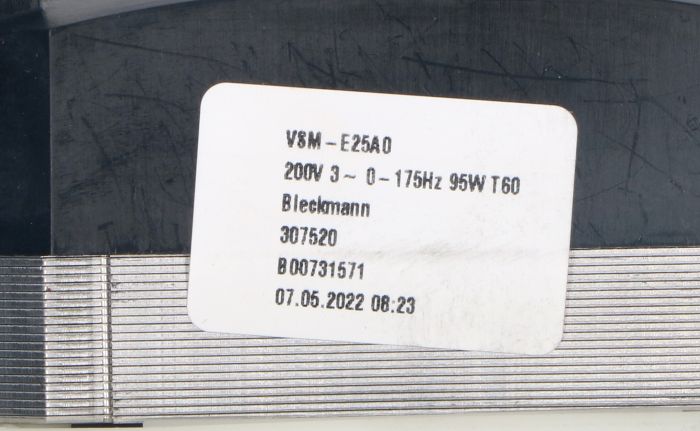 VSM-E25A0
200V 3~ 0-175Hz 95W T60
Bleckmann
307520
B00731571
07.05.2022 08:23